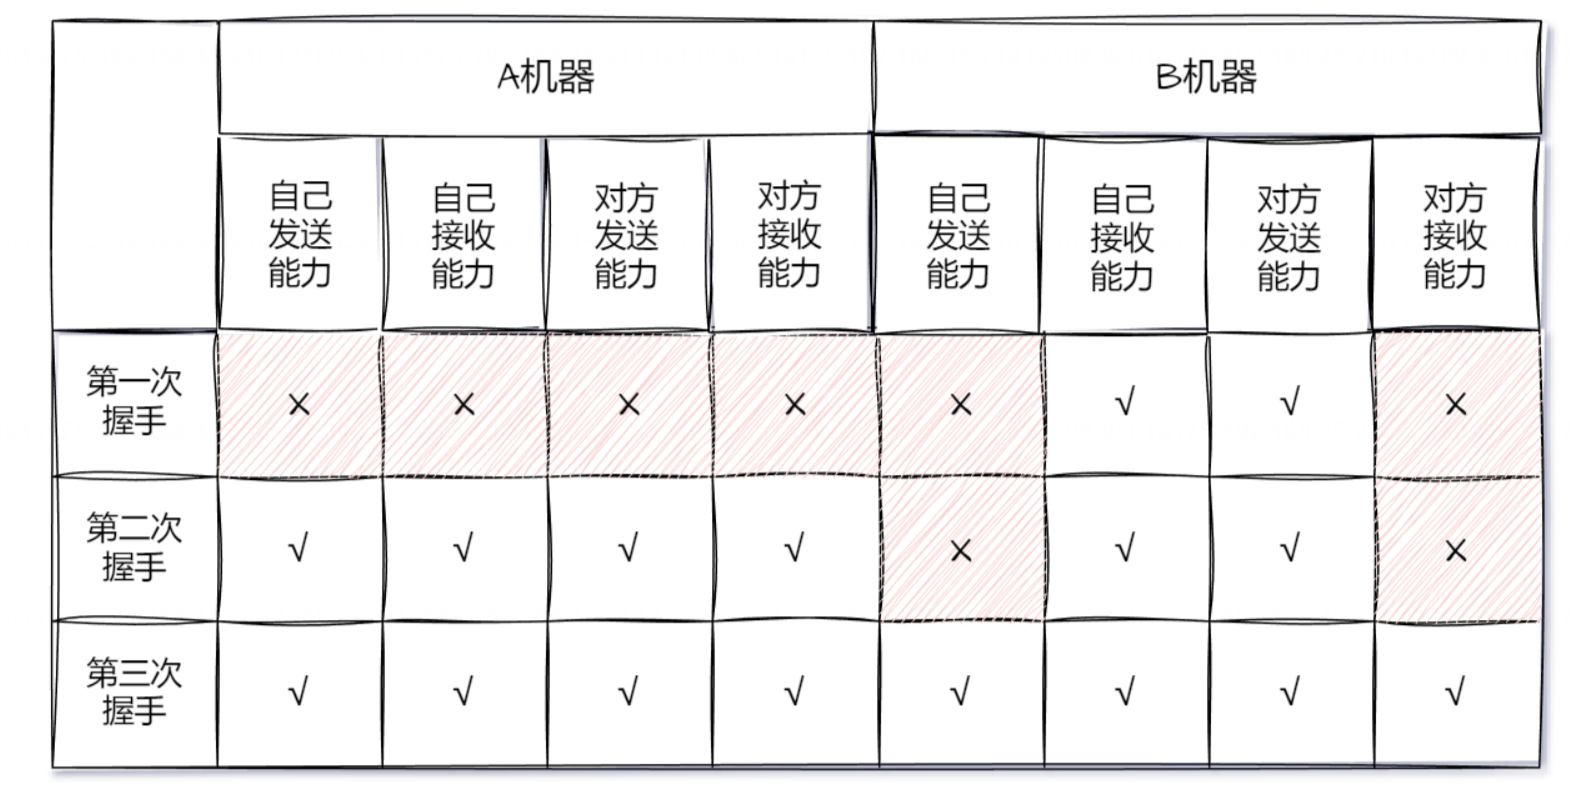 A机器
B机器
自己
发送
能力
自己
接收
能力
对方
发送
能力
对方
接收
能力
自己
发送
能力
自己
接收
能力
对方
发送
能力
对方
接收
能力
第一次
握手
×
×
×
×
×
√
√
×
第二次
握手
√
√
√
√
×
√
√
×
第三次
握手
√
√
√
√
√
√
√
√